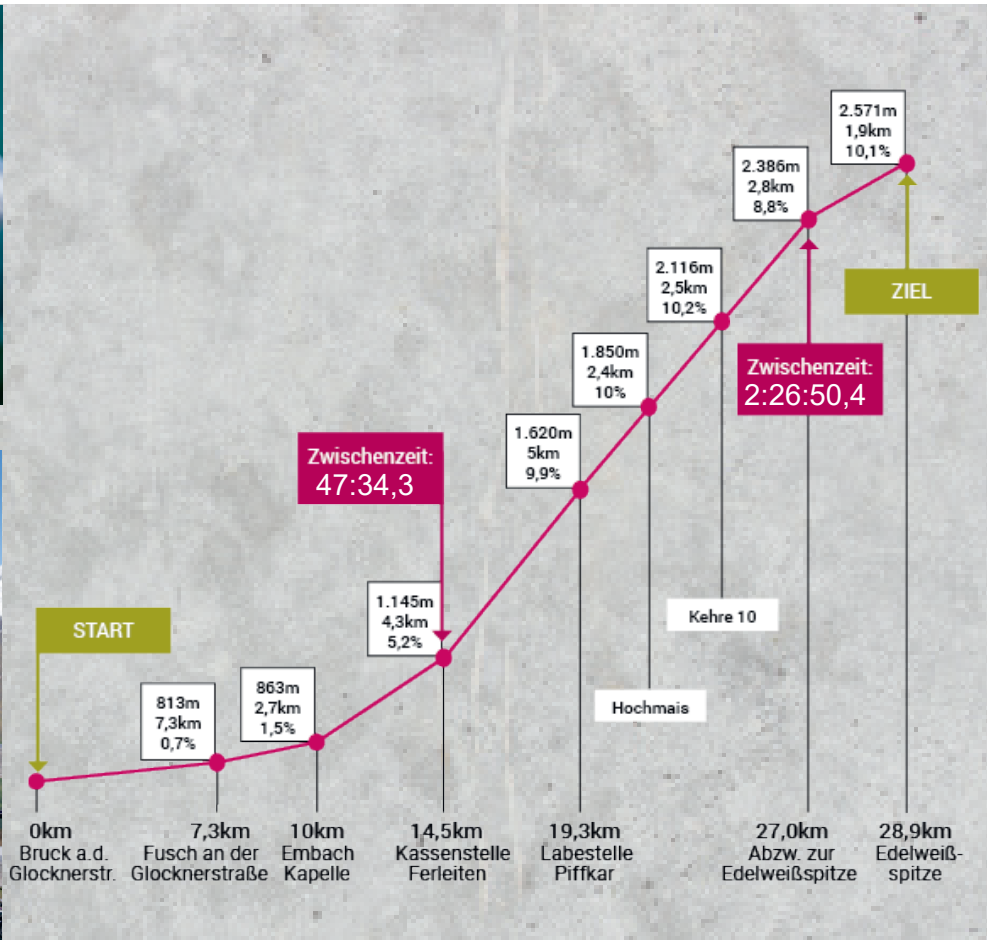 2.571m
1,9km
10,1%
2.386m
2,8km
8,8%
2.116m
2,5km
10,2%
ZIEL
1.850m
2,4km
10%
Zwischenzeit:
2:26:50,4
1.620m
5km
9,9%
Zwischenzeit:
47:34,3
1.145m
4,3km
5,2%
START
Kehre 10
863m
2,7km
1,5%
813m
7,3km
0,7%
Hochmais
0km
Bruck a.d.
Glocknerstr.
7,3km
Fusch an der
Glocknerstraße
10km
Embach
Kapelle
14,5km
Kassenstelle
Ferleiten
19,3km
Labestelle
Piffkar
27,0km
Abzw. zur
Edelweißspitze
28,9km
Edelweiß-
spitze